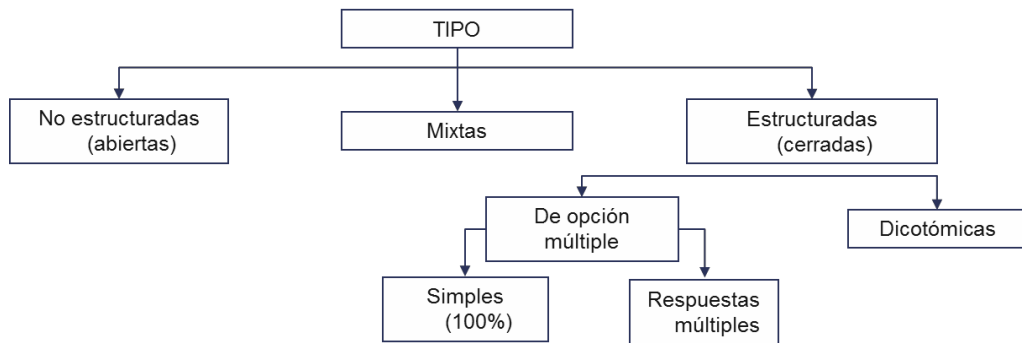 TIPO
No estructuradas
(abiertas)
Mixtas
Estructuradas
(cerradas)
De opción
múltiple
Dicotómicas
Simples
(100%)
Respuestas
múltiples